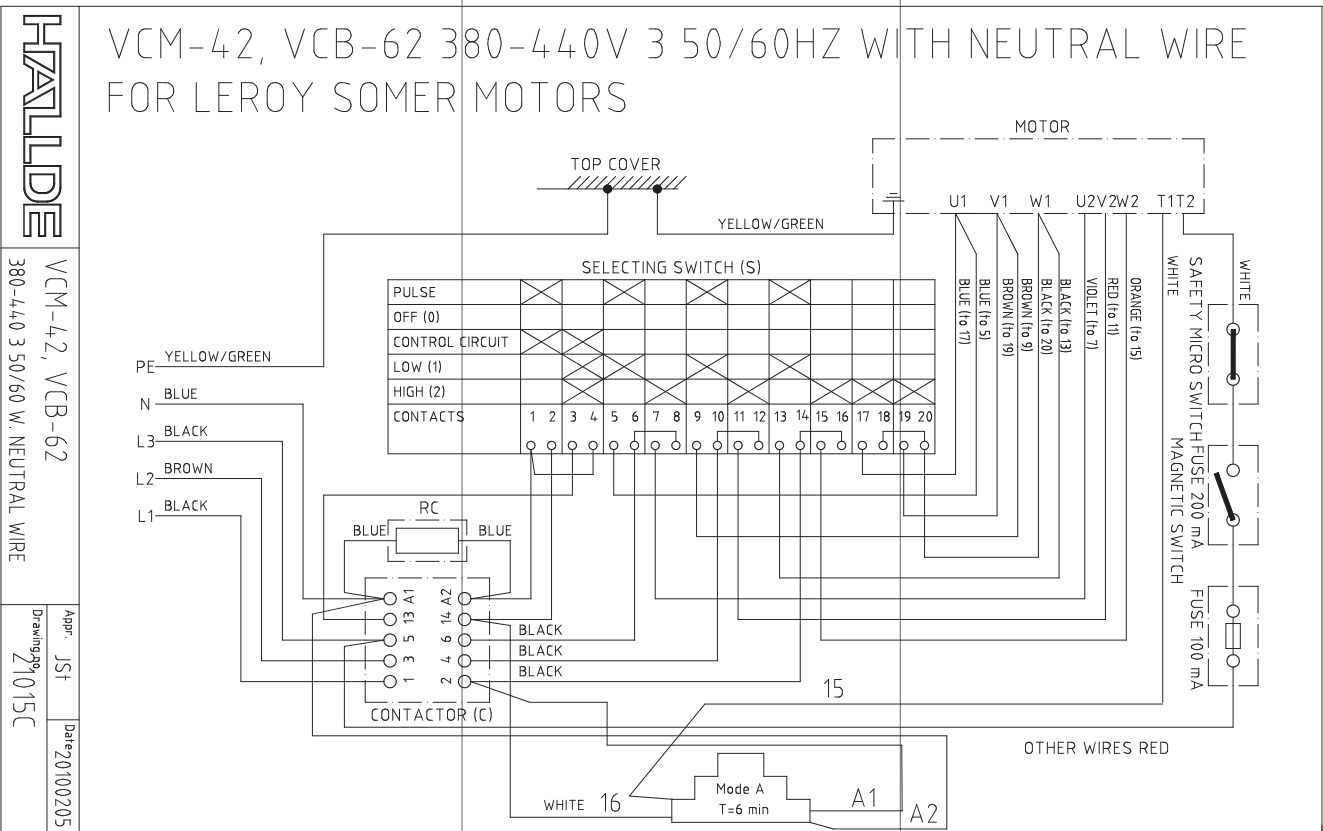 HALLDE
VCM-42, VCB-62
380-440 3 50/60 W. NEUTRAL WIRE
Appr. JSt
Date 20100205
Drawing no.
21015C
VCM-42, VCB-62 380-440V 3 50/60HZ WITH NEUTRAL WIRE
FOR LEROY SOMER MOTORS
MOTOR
TOP COVER
U1 V1 W1 U2 V2 W2 T1 T2
YELLOW/GREEN
SELECTING SWITCH (S)
PULSE
OFF (0)
CONTROL CIRCUIT
LOW (1)
HIGH (2)
CONTACTS 1 2 3 4 5 6 7 8 9 10 11 12 13 14 15 16 17 18 19 20
BLUE (to 17)
BLUE (to 5)
BROWN (to 19)
BROWN (to 9)
BLACK (to 20)
BLACK (to 13)
VIOLET (to 7)
RED (to 11)
ORANGE (to 15)
WHITE
WHITE
SAFETY MICRO SWITCH
FUSE 200 mA
MAGNETIC SWITCH
FUSE 100 mA
PE YELLOW/GREEN
N BLUE
L3 BLACK
L2 BROWN
L1 BLACK
RC
BLUE BLUE
A1 A2
13 14
5 6 BLACK
3 4 BLACK
1 2 BLACK
CONTACTOR (C)
15
OTHER WIRES RED
WHITE 16
Mode A
T=6 min
A1
A2